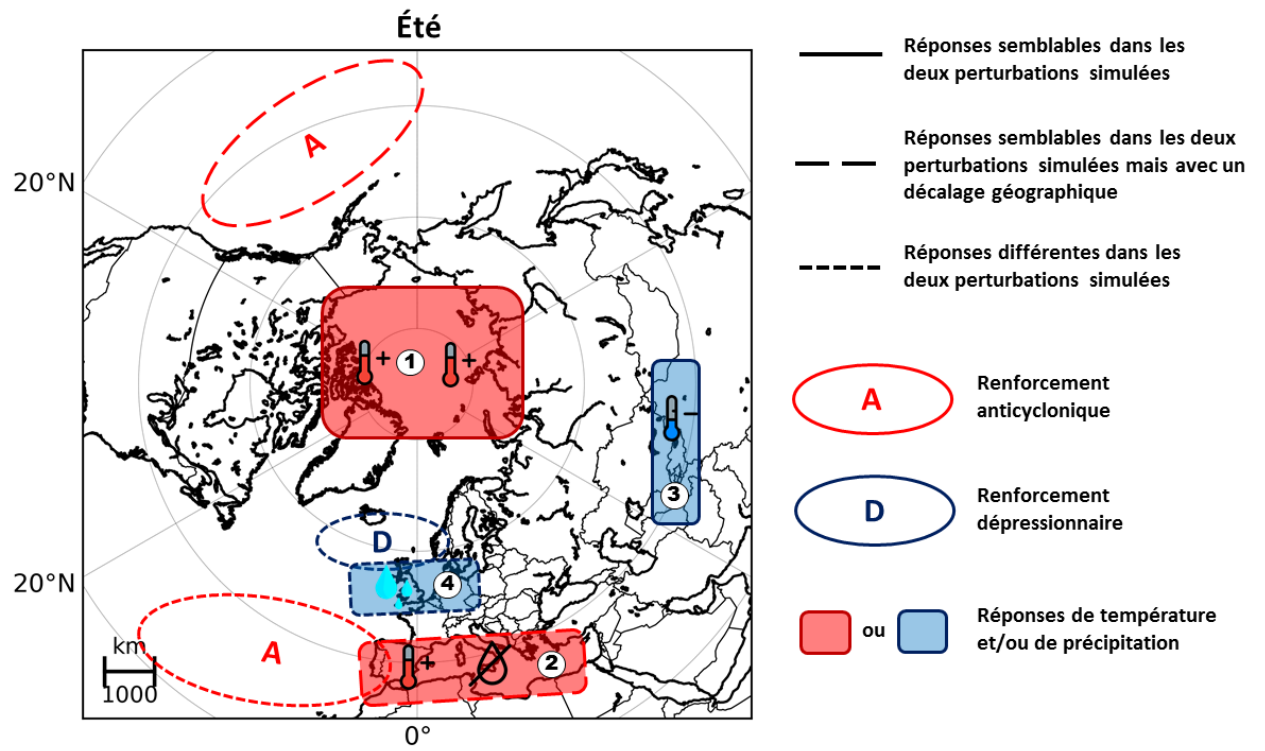 Été
20°N
20°N
0°
km
1000
A
A
D
1
+
+
2
+
3
-
4
Réponses semblables dans les
deux perturbations simulées
Réponses semblables dans les deux
perturbations simulées mais avec un
décalage géographique
Réponses différentes dans les
deux perturbations simulées
A
Renforcement
anticyclonique
D
Renforcement
dépressionnaire
ou
Réponses de température
et/ou de précipitation